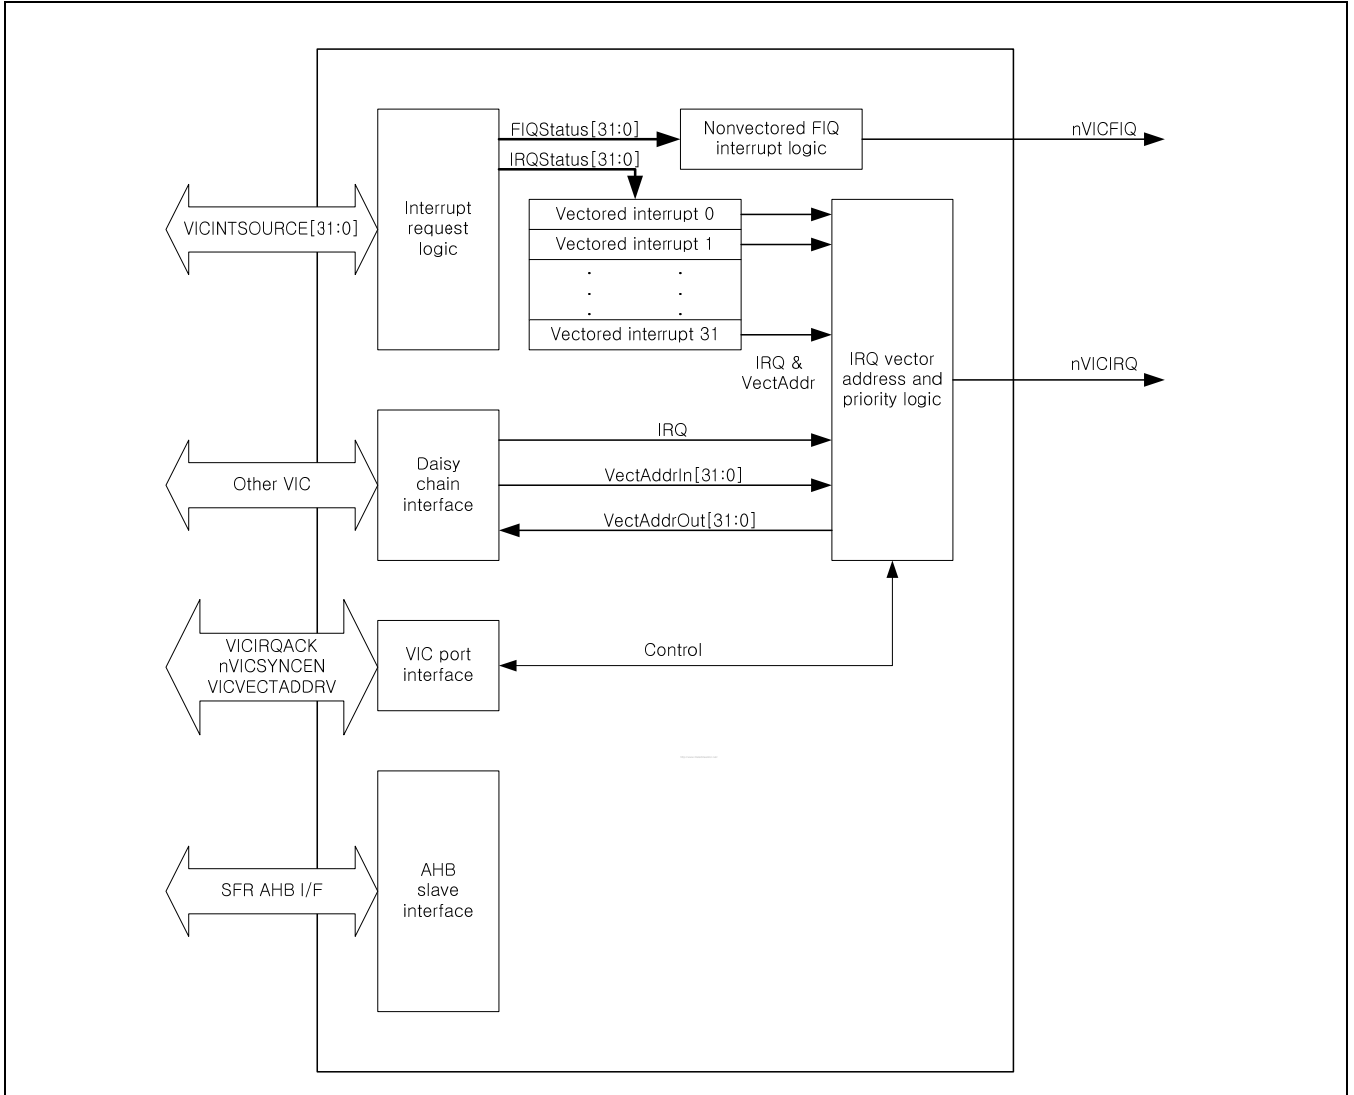 FIQStatus[31:0]
IRQStatus[31:0]
Nonvectored FIQ
interrupt logic
nVICFIQ
VICINTSOURCE[31:0]
Interrupt
request
logic
Vectored interrupt 0
Vectored interrupt 1
Vectored interrupt 31
IRQ &
VectAddr
IRQ vector
address and
priority logic
nVICIRQ
Other VIC
Daisy
chain
interface
IRQ
VectAddrIn[31:0]
VectAddrOut[31:0]
VICIRQACK
nVICSYNCEN
VICVECTADDRV
VIC port
interface
Control
SFR AHB I/F
AHB
slave
interface